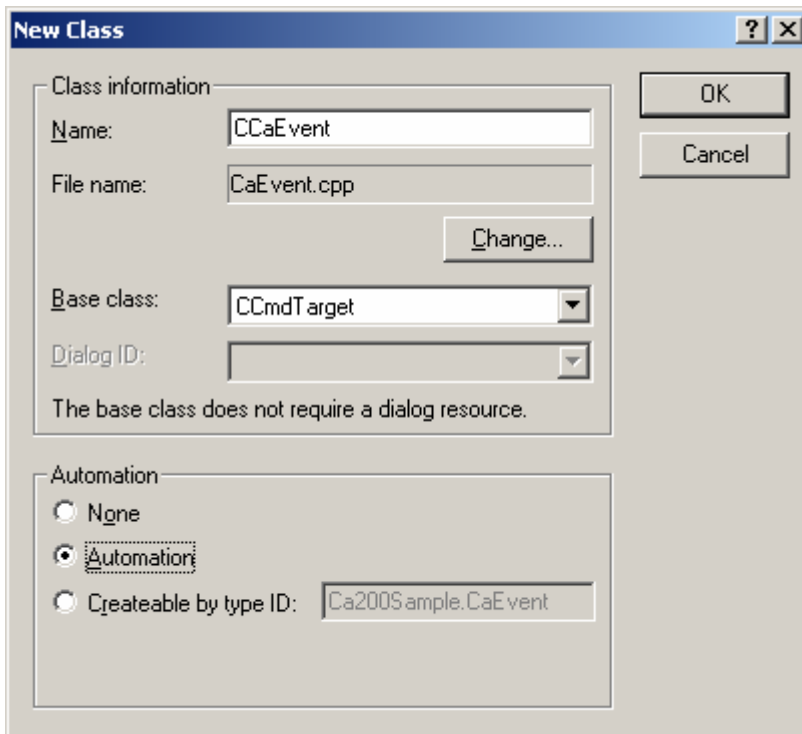 New Class
Class information
OK
Name: CCaEvent
Cancel
File name: CaEvent.cpp
Change...
Base class: CCmdTarget
Dialog ID:
The base class does not require a dialog resource.
Automation
None
Automation
Createable by type ID: Ca200Sample.CaEvent